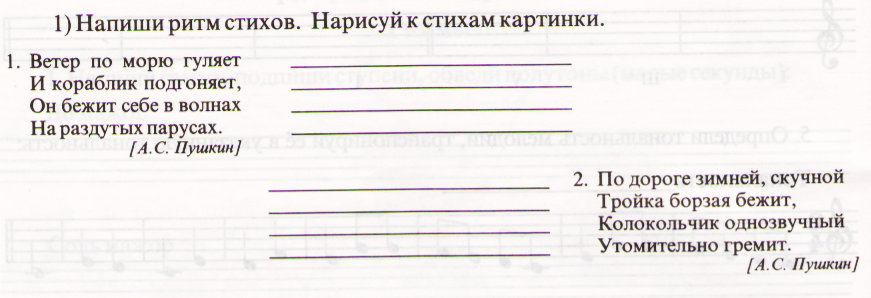 1) Напиши ритм стихов. Нарисуй к стихам картинки.
1. Ветер по морю гуляет
И кораблик подгоняет,
Он бежит себе в волнах
На раздутых парусах.
[А.С. Пушкин]
2. По дороге зимней, скучной
Тройка борзая бежит,
Колокольчик однозвучный
Утомительно гремит.
[А.С. Пушкин]